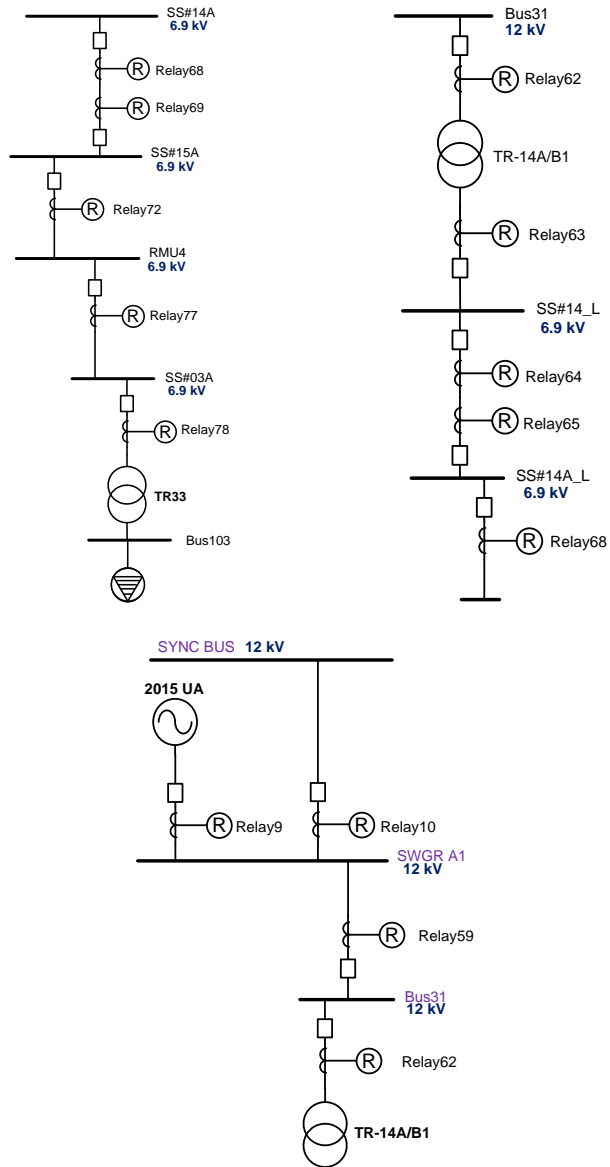 SS#14A
6.9 kV
R Relay68
R Relay69
SS#15A
6.9 kV
R Relay72
RMU4
6.9 kV
R Relay77
SS#03A
6.9 kV
R Relay78
TR33
Bus103
Bus31
12 kV
R Relay62
TR-14A/B1
R Relay63
SS#14_L
6.9 kV
R Relay64
R Relay65
SS#14A_L
6.9 kV
R Relay68
SYNC BUS 12 kV
2015 UA
R Relay9
R Relay10
SWGR A1
12 kV
R Relay59
Bus31
12 kV
R Relay62
TR-14A/B1